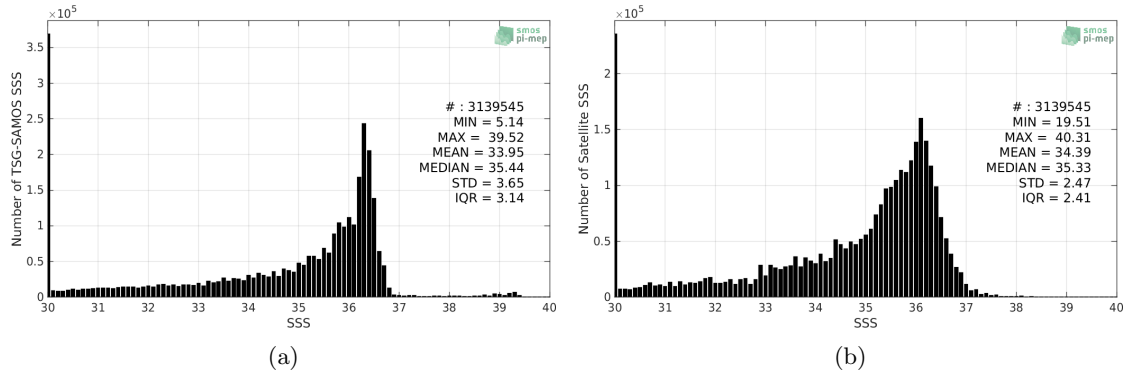 ×10⁵
smos
pi-mep
3.5
3
2.5
2
1.5
1
0.5
0
Number of TSG-SAMOS SSS
# : 3139545
MIN = 5.14
MAX = 39.52
MEAN = 33.95
MEDIAN = 35.44
STD = 3.65
IQR = 3.14
30 31 32 33 34 35 36 37 38 39 40
SSS
(a)
×10⁵
smos
pi-mep
2
1.5
1
0.5
0
Number of Satellite SSS
# : 3139545
MIN = 19.51
MAX = 40.31
MEAN = 34.39
MEDIAN = 35.33
STD = 2.47
IQR = 2.41
30 31 32 33 34 35 36 37 38 39 40
SSS
(b)